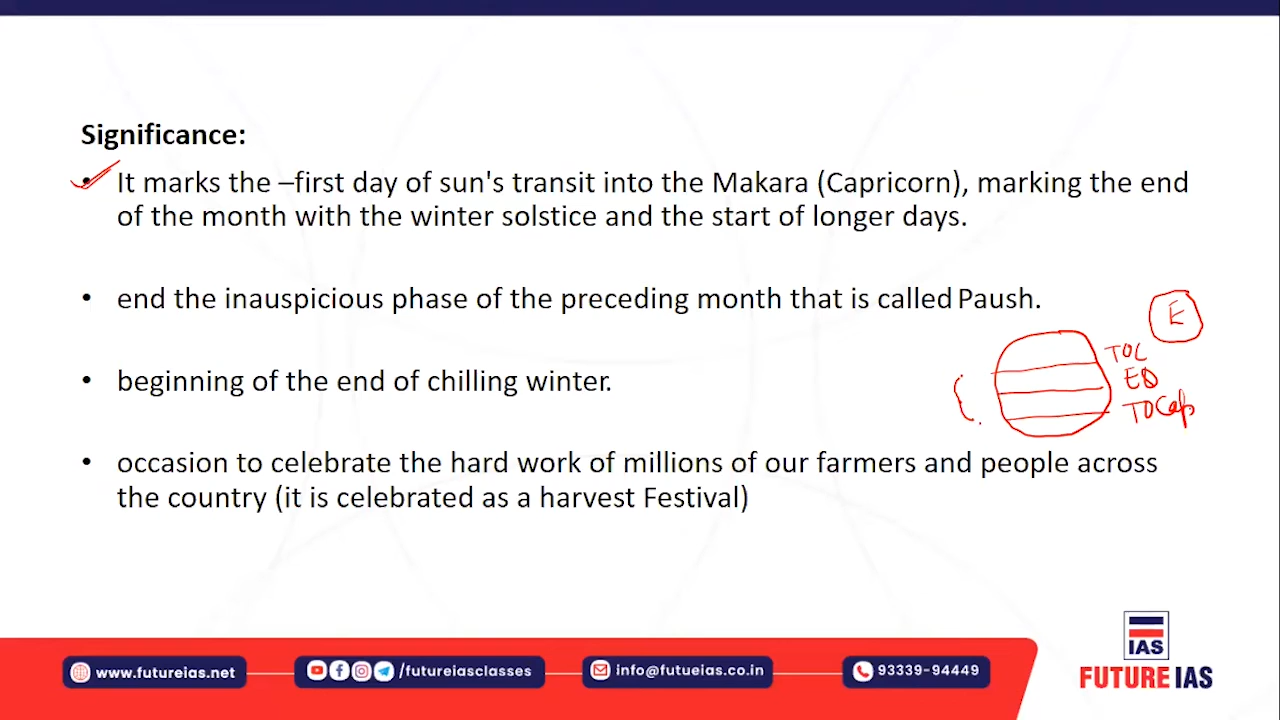 Significance:
• It marks the –first day of sun's transit into the Makara (Capricorn), marking the end
of the month with the winter solstice and the start of longer days.
• end the inauspicious phase of the preceding month that is called Paush.
E
TOC
EQ
TOCap
• beginning of the end of chilling winter.
• occasion to celebrate the hard work of millions of our farmers and people across
the country (it is celebrated as a harvest Festival)
IAS
FUTURE IAS
www.futureias.net
/futureiasclasses
info@futueias.co.in
93339-94449